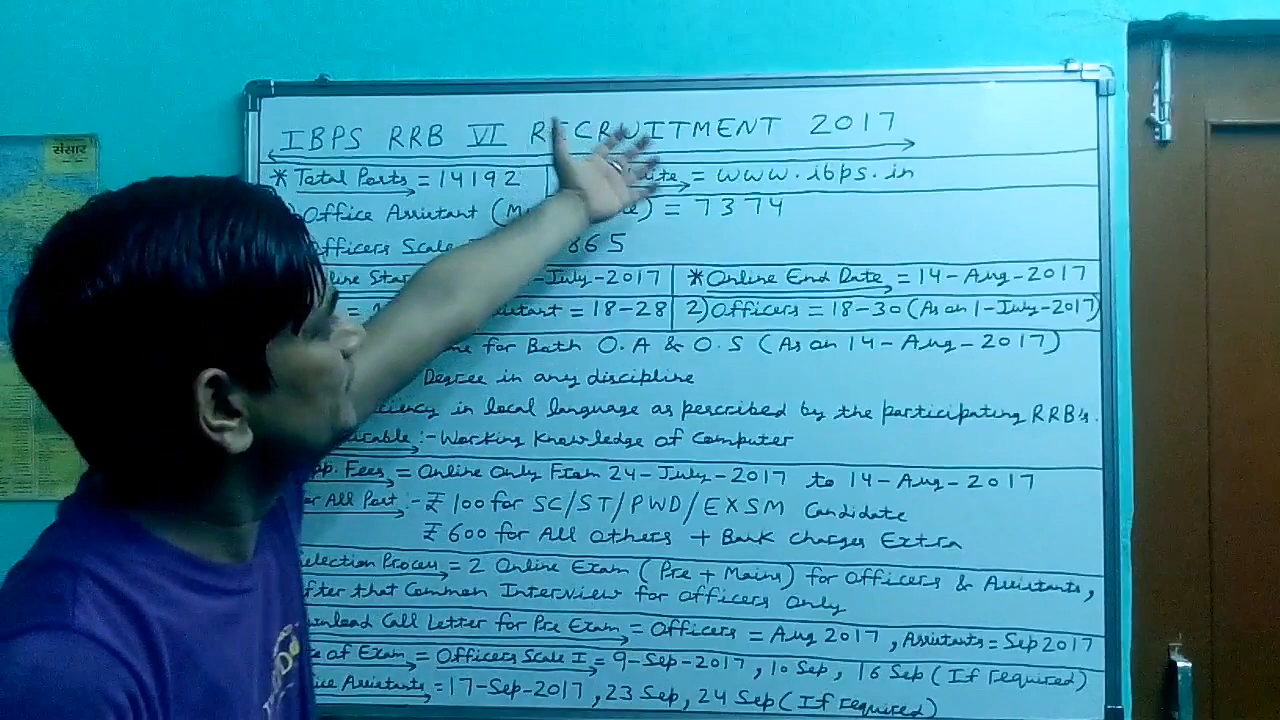 संसार
IBPS RRB VI RECRUITMENT 2017
* Total Posts = 14192
= www.ibps.in
Office Assistant (M = 7374
Officers Scale 865
-July-2017
* Online End Date = 14-Aug-2017
= 18-28
2) Officers = 18-30 (As on 1-July-2017)
for Both O.A & O.S (As on 14-Aug-2017)
Degree in any discipline
in local language as perscribed by the participating RRB's.
:- Working Knowledge of Computer
Fees = Online Only From 24-July-2017 to 14-Aug-2017
All Post :- ₹ 100 for SC/ST/PWD/EXSM Candidate
₹ 600 for All Others + Bank Charges Extra
Process = 2 Online Exam (Pre + Mains) for Officers & Assistants,
that Common Interview for Officers Only
Call Letter for Pre Exam = Officers = Aug 2017, Assistants = Sep 2017
of Exam = Officers Scale I = 9-Sep-2017, 10 Sep, 16 Sep (If required)
Assistants = 17-Sep-2017, 23 Sep, 24 Sep (If required)